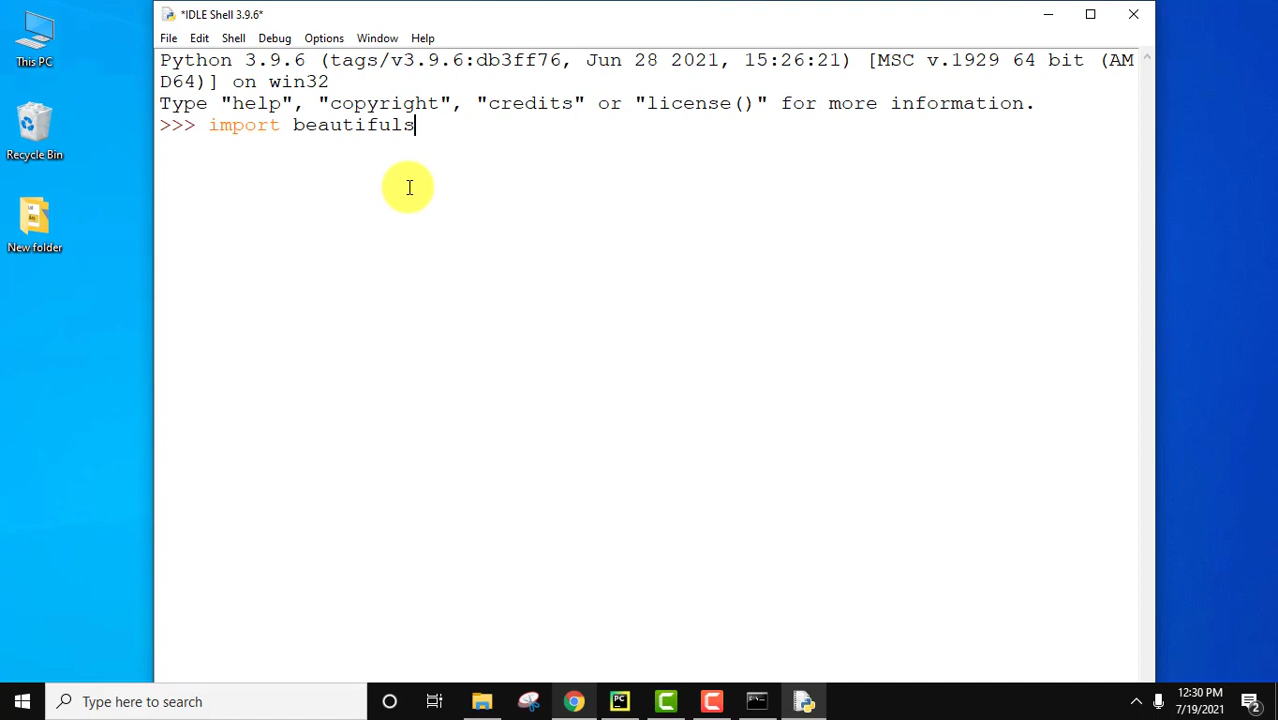 *IDLE Shell 3.9.6*
This PC
Recycle Bin
New folder
File Edit Shell Debug Options Window Help
Python 3.9.6 (tags/v3.9.6:db3ff76, Jun 28 2021, 15:26:21) [MSC v.1929 64 bit (AM
D64)] on win32
Type "help", "copyright", "credits" or "license()" for more information.
>>> import beautifuls
Type here to search
PC
12:30 PM
7/19/2021
2